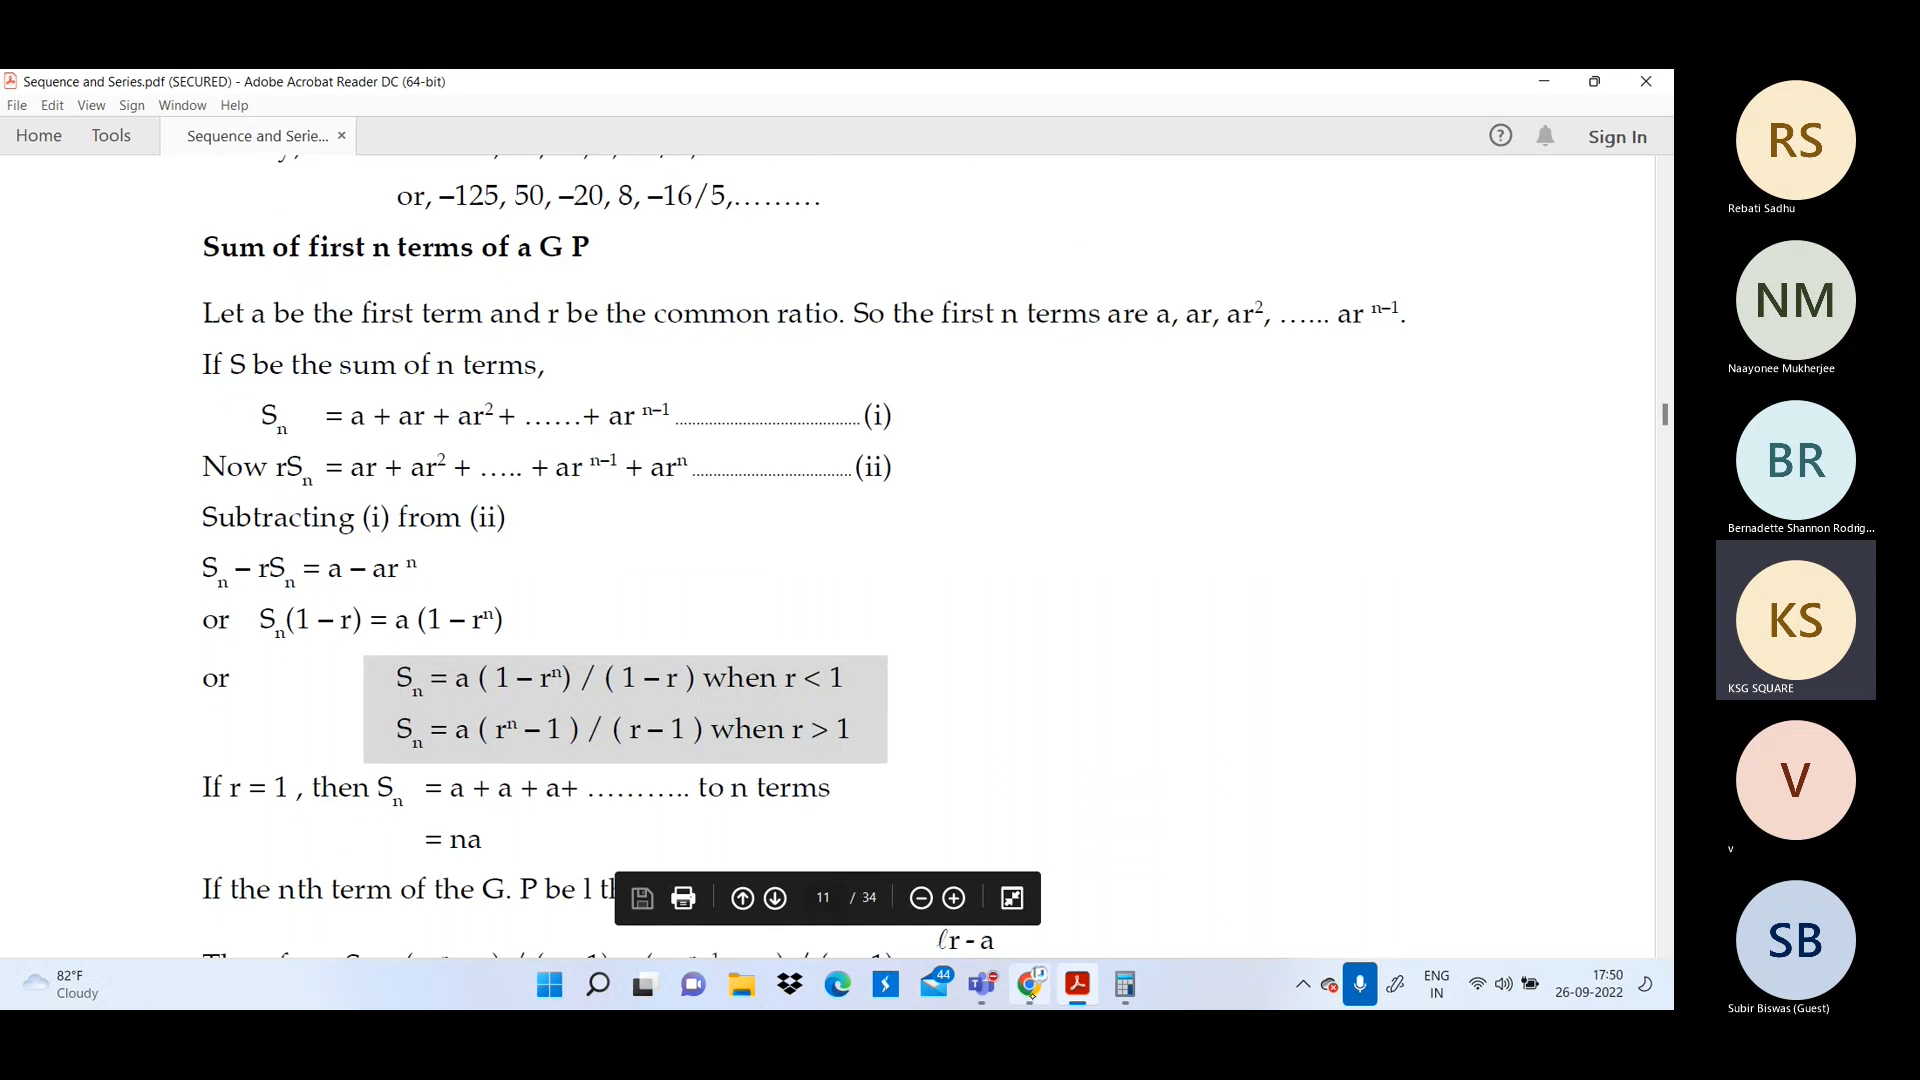 Sequence and Series.pdf (SECURED) - Adobe Acrobat Reader DC (64-bit)
File Edit View Sign Window Help
Home Tools Sequence and Serie... × Sign In
or, –125, 50, –20, 8, –16/5,.........
Sum of first n terms of a G P
Let a be the first term and r be the common ratio. So the first n terms are a, ar, ar², ...... ar ⁿ⁻¹.
If S be the sum of n terms,
Sₙ = a + ar + ar² + ......+ ar ⁿ⁻¹ ............................................ (i)
Now rSₙ = ar + ar² + ..... + ar ⁿ⁻¹ + arⁿ ...................................... (ii)
Subtracting (i) from (ii)
Sₙ – rSₙ = a – ar ⁿ
or Sₙ(1 – r) = a (1 – rⁿ)
or Sₙ = a ( 1 – rⁿ) / ( 1 – r ) when r < 1
Sₙ = a ( rⁿ – 1 ) / ( r – 1 ) when r > 1
If r = 1 , then Sₙ = a + a + a+ ........... to n terms
= na
If the nth term of the G. P be l
11 / 34
ℓr - a
82°F
Cloudy
44
ENG
IN
17:50
26-09-2022
RS
Rebati Sadhu
NM
Naayonee Mukherjee
BR
Bernadette Shannon Rodrig...
KS
KSG SQUARE
V
v
SB
Subir Biswas (Guest)